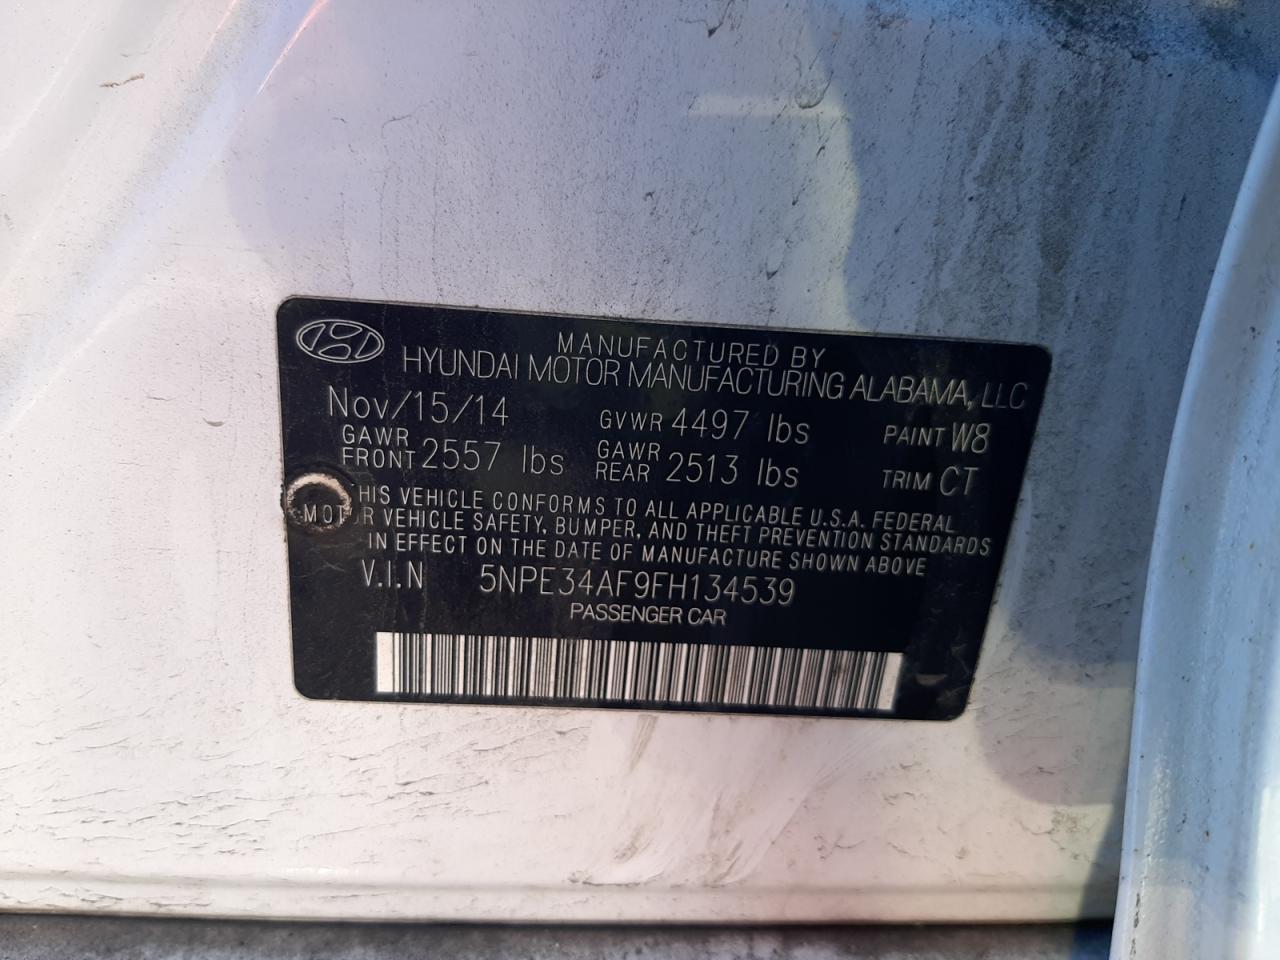 MANUFACTURED BY
HYUNDAI MOTOR MANUFACTURING ALABAMA, LLC
Nov/15/14 GVWR 4497 lbs PAINT W8
GAWR FRONT 2557 lbs GAWR REAR 2513 lbs TRIM CT
HIS VEHICLE CONFORMS TO ALL APPLICABLE U.S.A. FEDERAL
MOTOR VEHICLE SAFETY, BUMPER, AND THEFT PREVENTION STANDARDS
IN EFFECT ON THE DATE OF MANUFACTURE SHOWN ABOVE
V.I.N 5NPE34AF9FH134539
PASSENGER CAR